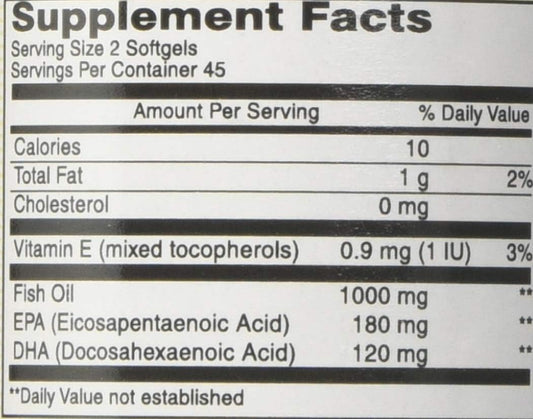 Supplement Facts
Serving Size 2 Softgels
Servings Per Container 45
Amount Per Serving % Daily Value
Calories 10
Total Fat 1 g 2%
Cholesterol 0 mg
Vitamin E (mixed tocopherols) 0.9 mg (1 IU) 3%
Fish Oil 1000 mg **
EPA (Eicosapentaenoic Acid) 180 mg **
DHA (Docosahexaenoic Acid) 120 mg **
**Daily Value not established